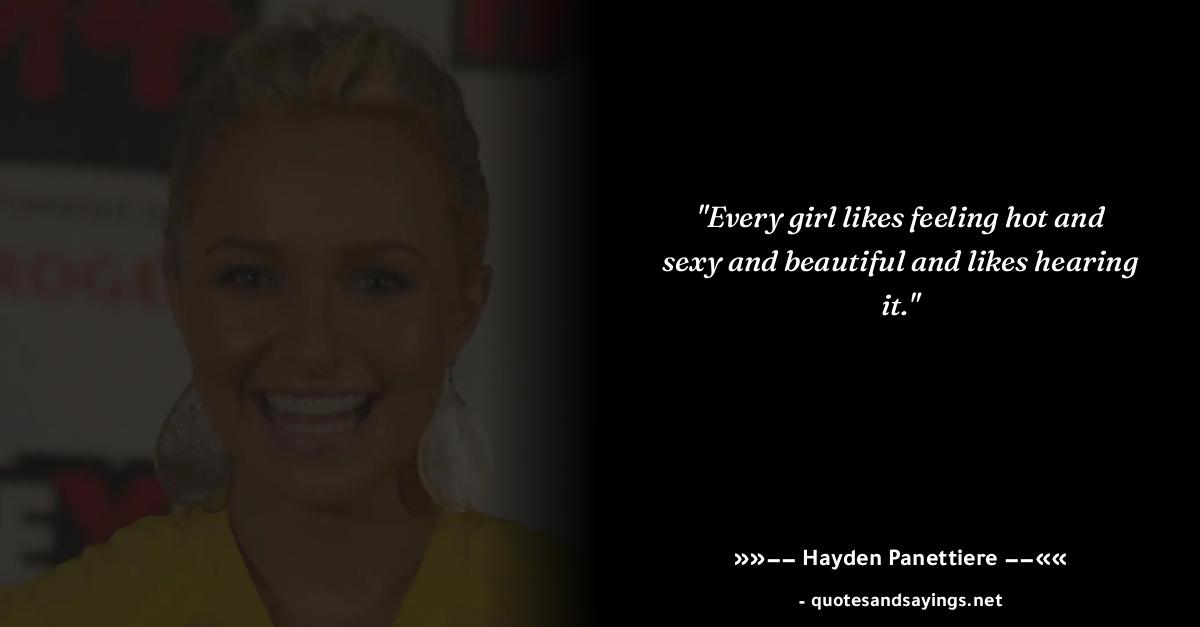 "Every girl likes feeling hot and
sexy and beautiful and likes hearing
it."
»»—— Hayden Panettiere ——««
- quotesandsayings.net